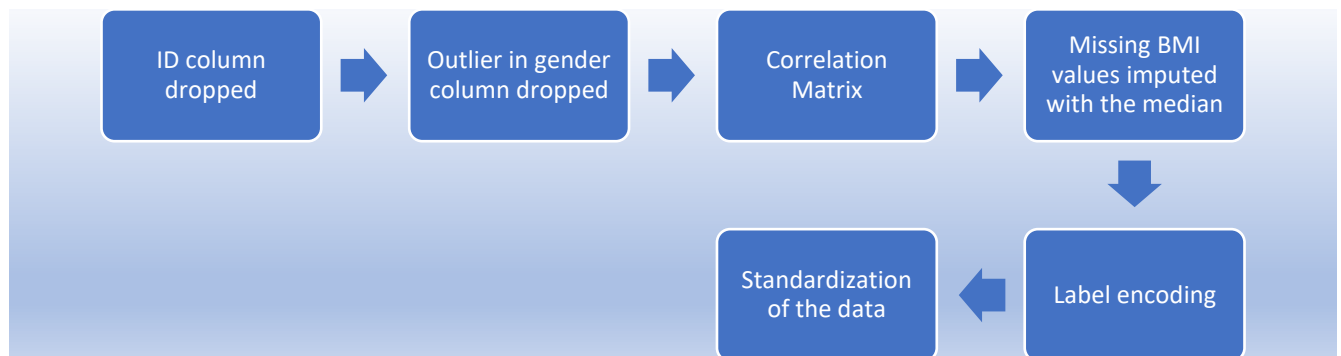 ID column
dropped
Outlier in gender
column dropped
Correlation
Matrix
Missing BMI
values imputed
with the median
Label encoding
Standardization
of the data